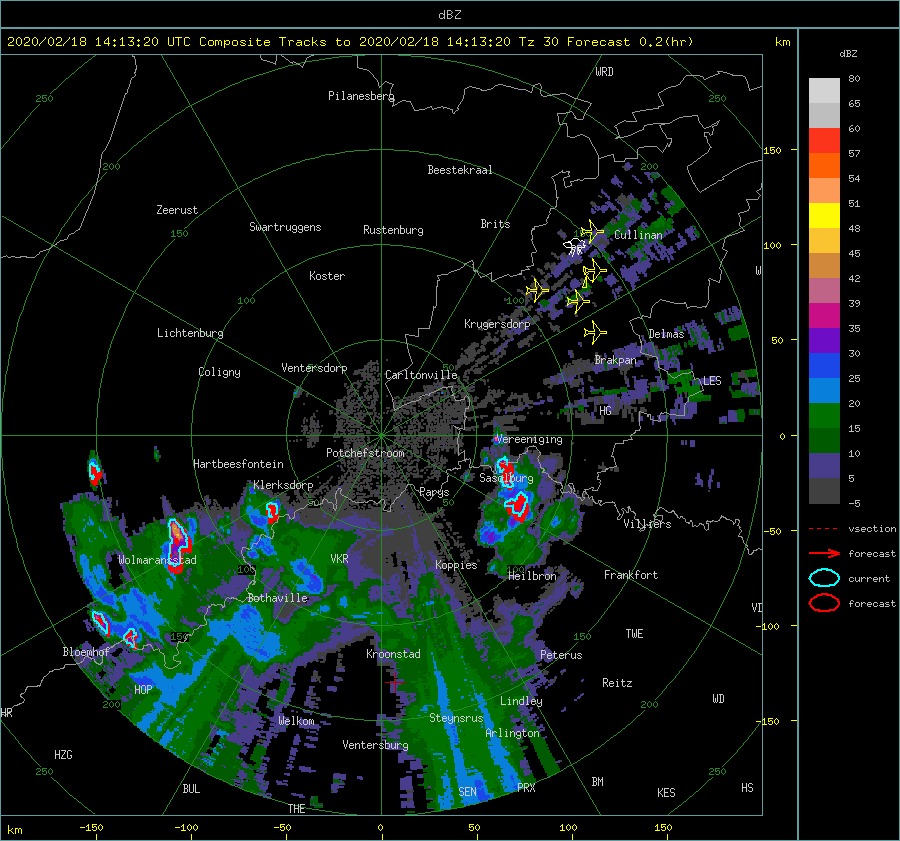 dBZ
2020/02/18 14:13:20 UTC Composite Tracks to 2020/02/18 14:13:20 Tz 30 Forecast 0.2(hr)
km
dBZ
WRD
250
250
Pilanesberg
80
65
60
57
54
51
48
45
42
39
35
30
25
20
15
10
5
-5
vsection
forecast
current
forecast
150
100
50
0
-50
-100
-150
200
200
Beestekraal
Zeerust
Swartruggens
Rustenburg
Brits
150
Cullinan
Koster
W
100
100
Lichtenburg
Krugersdorp
Delmas
Coligny
Ventersdorp
Carltonville
Brakpan
LES
HG
Vereeniging
Potchefstroom
Hartbeesfontein
Klerksdorp
Parys
Sasolburg
50
Villiers
Wolmaransstad
VKR
Koppies
100
100
Heilbron
Frankfort
Bothaville
VD
150
150
TWE
Bloemhof
Kroonstad
Petrus
HOP
Reitz
WD
HR
200
200
Lindley
Welkom
Steynsrus
Arlington
HZG
Ventersburg
250
250
BUL
SEN
PRX
BM
KES
HS
THE
km
-150
-100
-50
0
50
100
150